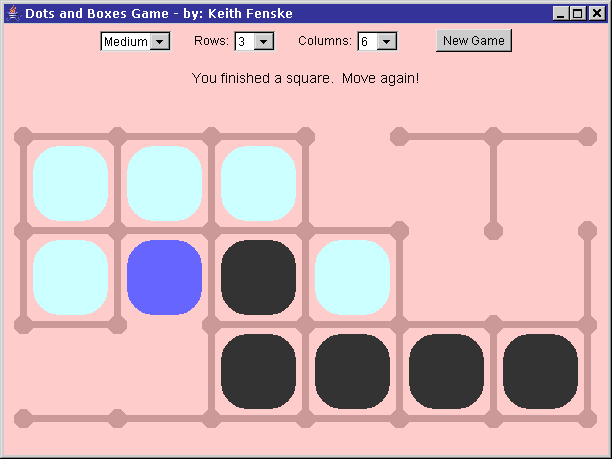 Dots and Boxes Game - by: Keith Fenske
Medium Rows: 3 Columns: 6 New Game
You finished a square. Move again!